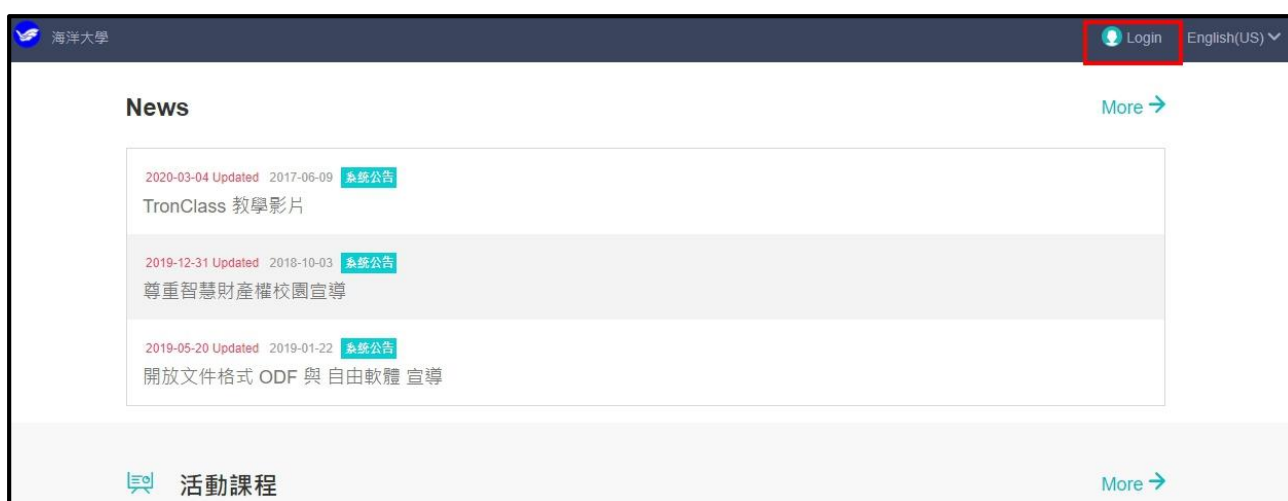 海洋大學 Login English(US)
News More
2020-03-04 Updated 2017-06-09 系統公告
TronClass 教學影片
2019-12-31 Updated 2018-10-03 系統公告
尊重智慧財產權校園宣導
2019-05-20 Updated 2019-01-22 系統公告
開放文件格式 ODF 與 自由軟體 宣導
活動課程 More